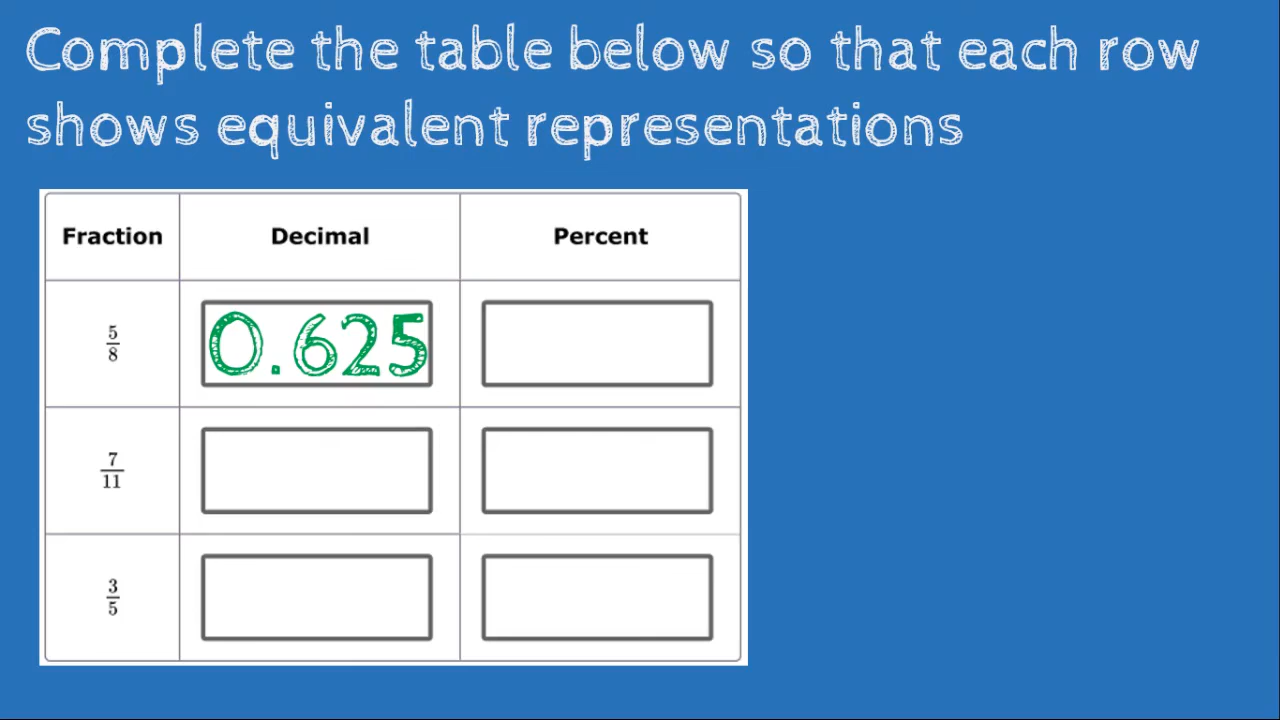 Complete the table below so that each row
shows equivalent representations
Fraction Decimal Percent
5/8 0.625
7/11
3/5